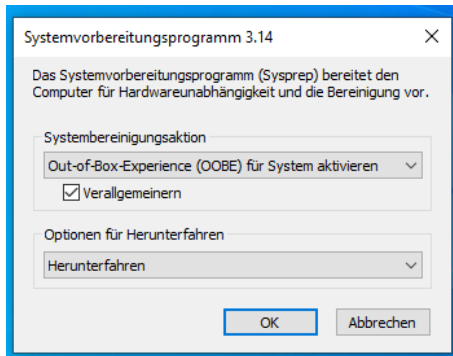 Systemvorbereitungsprogramm 3.14
Das Systemvorbereitungsprogramm (Sysprep) bereitet den
Computer für Hardwareunabhängigkeit und die Bereinigung vor.
Systembereinigungsaktion
Out-of-Box-Experience (OOBE) für System aktivieren
Verallgemeinern
Optionen für Herunterfahren
Herunterfahren
OK Abbrechen